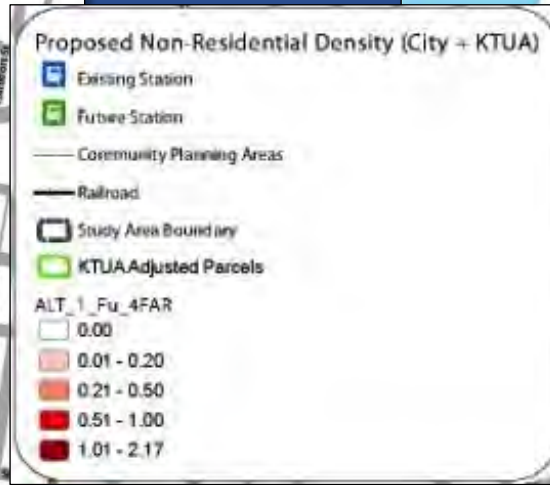 Proposed Non-Residential Density (City + KTUA)
Existing Station
Future Station
Community Planning Areas
Railroad
Study Area Boundary
KTUA Adjusted Parcels
ALT_1_Fu_4FAR
0.00
0.01 - 0.20
0.21 - 0.50
0.51 - 1.00
1.01 - 2.17